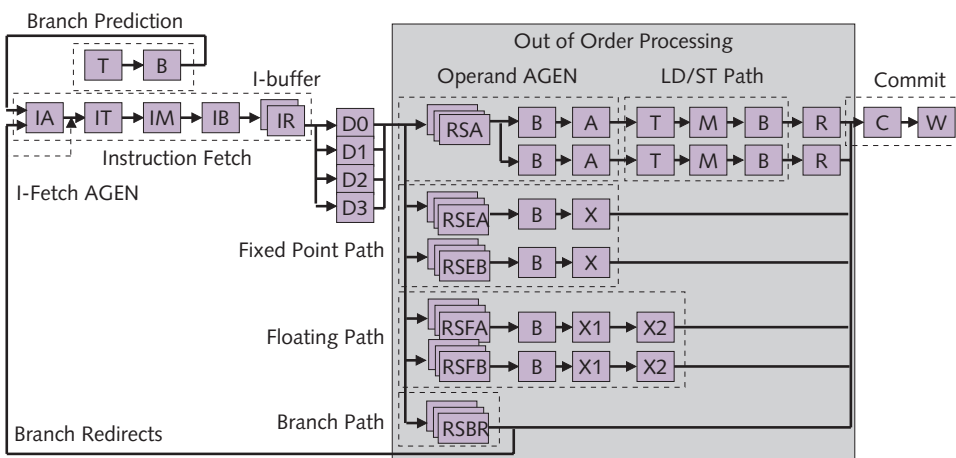 Branch Prediction
T B
I-buffer
IA IT IM IB IR
Instruction Fetch
I-Fetch AGEN
D0
D1
D2
D3
Out of Order Processing
Operand AGEN LD/ST Path
Commit
RSA B A T M B R C W
B A T M B R
RSEA B X
Fixed Point Path
RSEB B X
RSFA B X1 X2
Floating Path
RSFB B X1 X2
Branch Path
RSBR
Branch Redirects